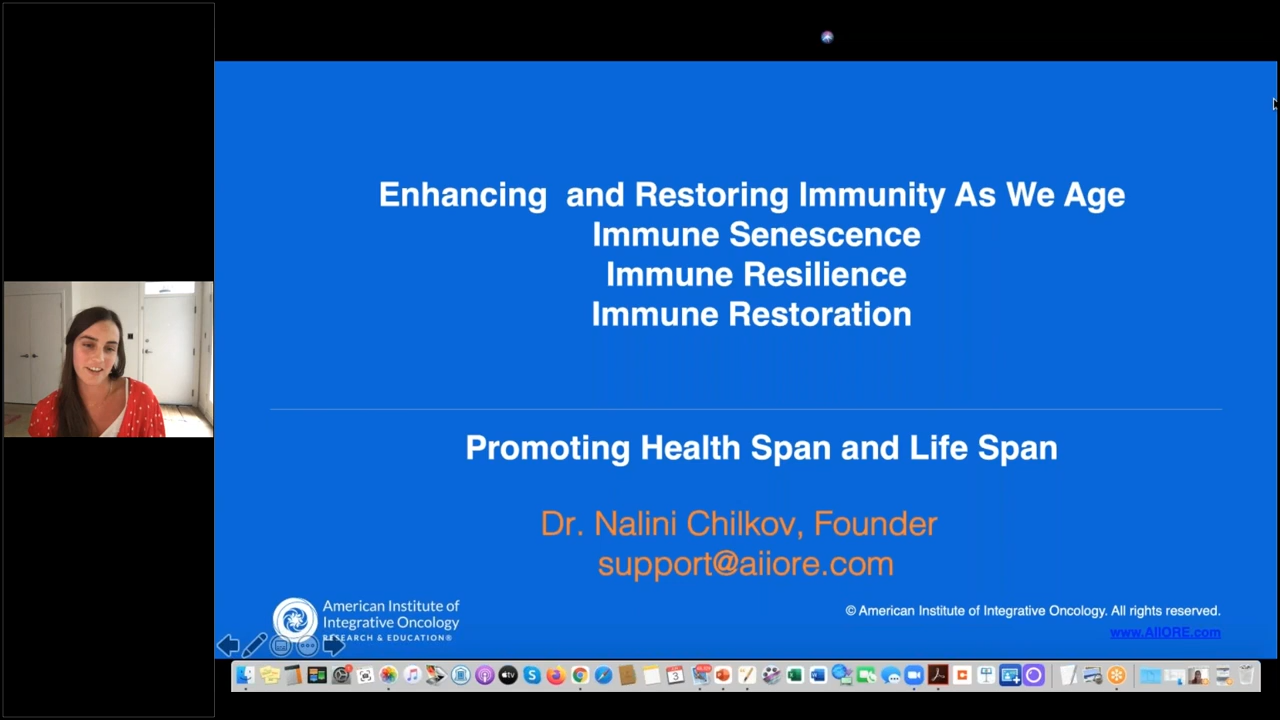 Enhancing  and Restoring Immunity As We Age
Immune Senescence
Immune Resilience
Immune Restoration
Promoting Health Span and Life Span
Dr. Nalini Chilkov, Founder
support@aiiore.com
American Institute of
Integrative Oncology
RESEARCH & EDUCATION®
© American Institute of Integrative Oncology. All rights reserved.
www.AIIORE.com
3